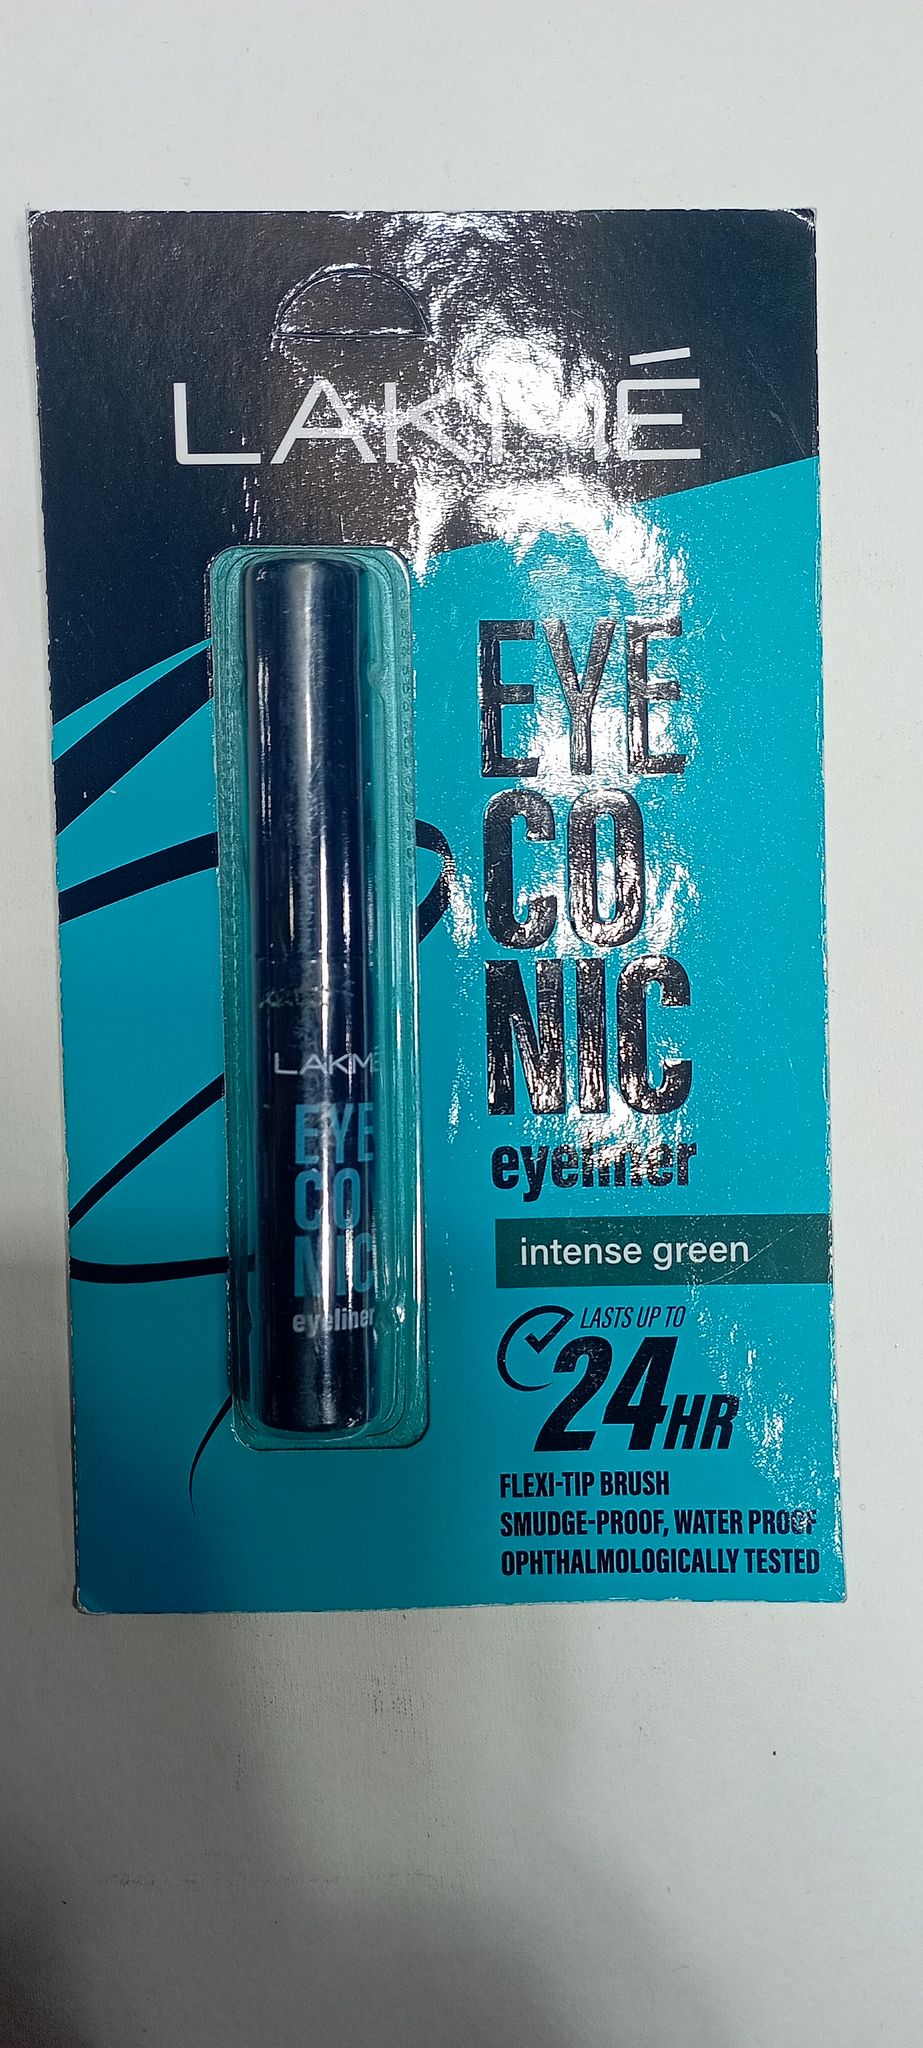 LAKMÉ
EYE
CO
NIC
eyeliner
intense green
LASTS UP TO
24HR
FLEXI-TIP BRUSH
SMUDGE-PROOF, WATER PROOF
OPHTHALMOLOGICALLY TESTED
LAKMÉ
EYE
CO
NIC
eyeliner